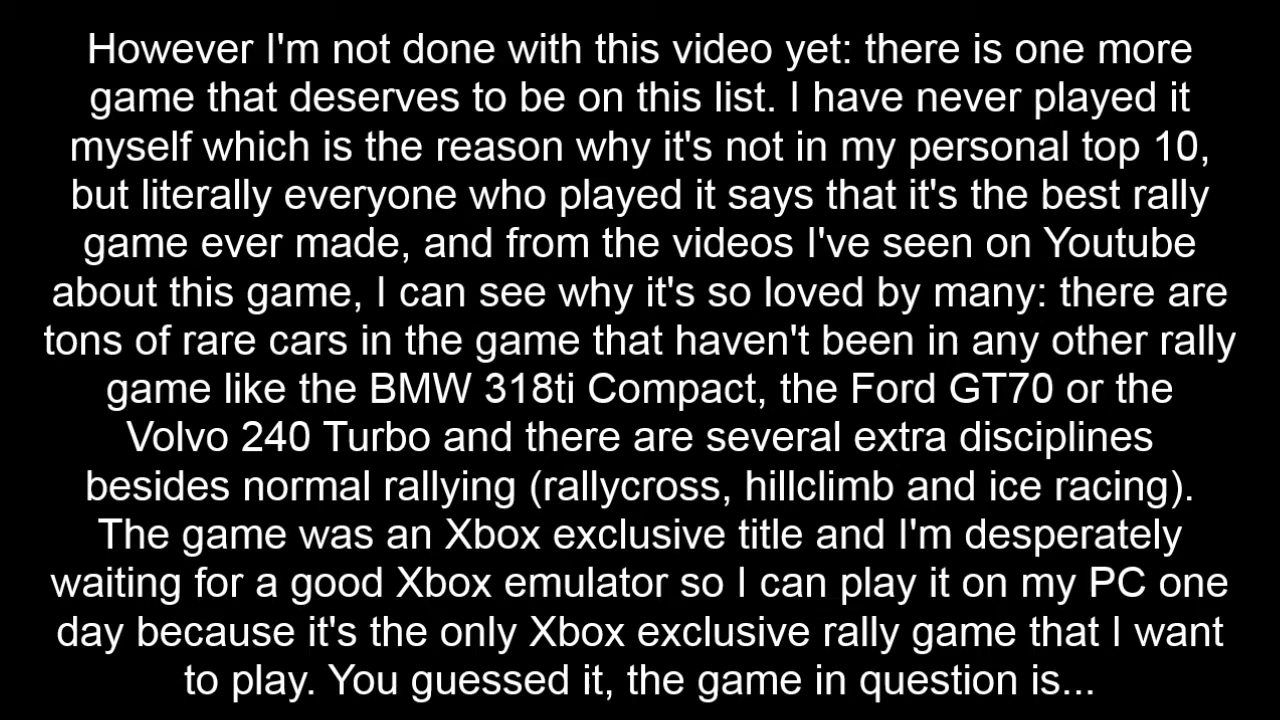 However I'm not done with this video yet: there is one more
game that deserves to be on this list. I have never played it
myself which is the reason why it's not in my personal top 10,
but literally everyone who played it says that it's the best rally
game ever made, and from the videos I've seen on Youtube
about this game, I can see why it's so loved by many: there are
tons of rare cars in the game that haven't been in any other rally
game like the BMW 318ti Compact, the Ford GT70 or the
Volvo 240 Turbo and there are several extra disciplines
besides normal rallying (rallycross, hillclimb and ice racing).
The game was an Xbox exclusive title and I'm desperately
waiting for a good Xbox emulator so I can play it on my PC one
day because it's the only Xbox exclusive rally game that I want
to play. You guessed it, the game in question is...